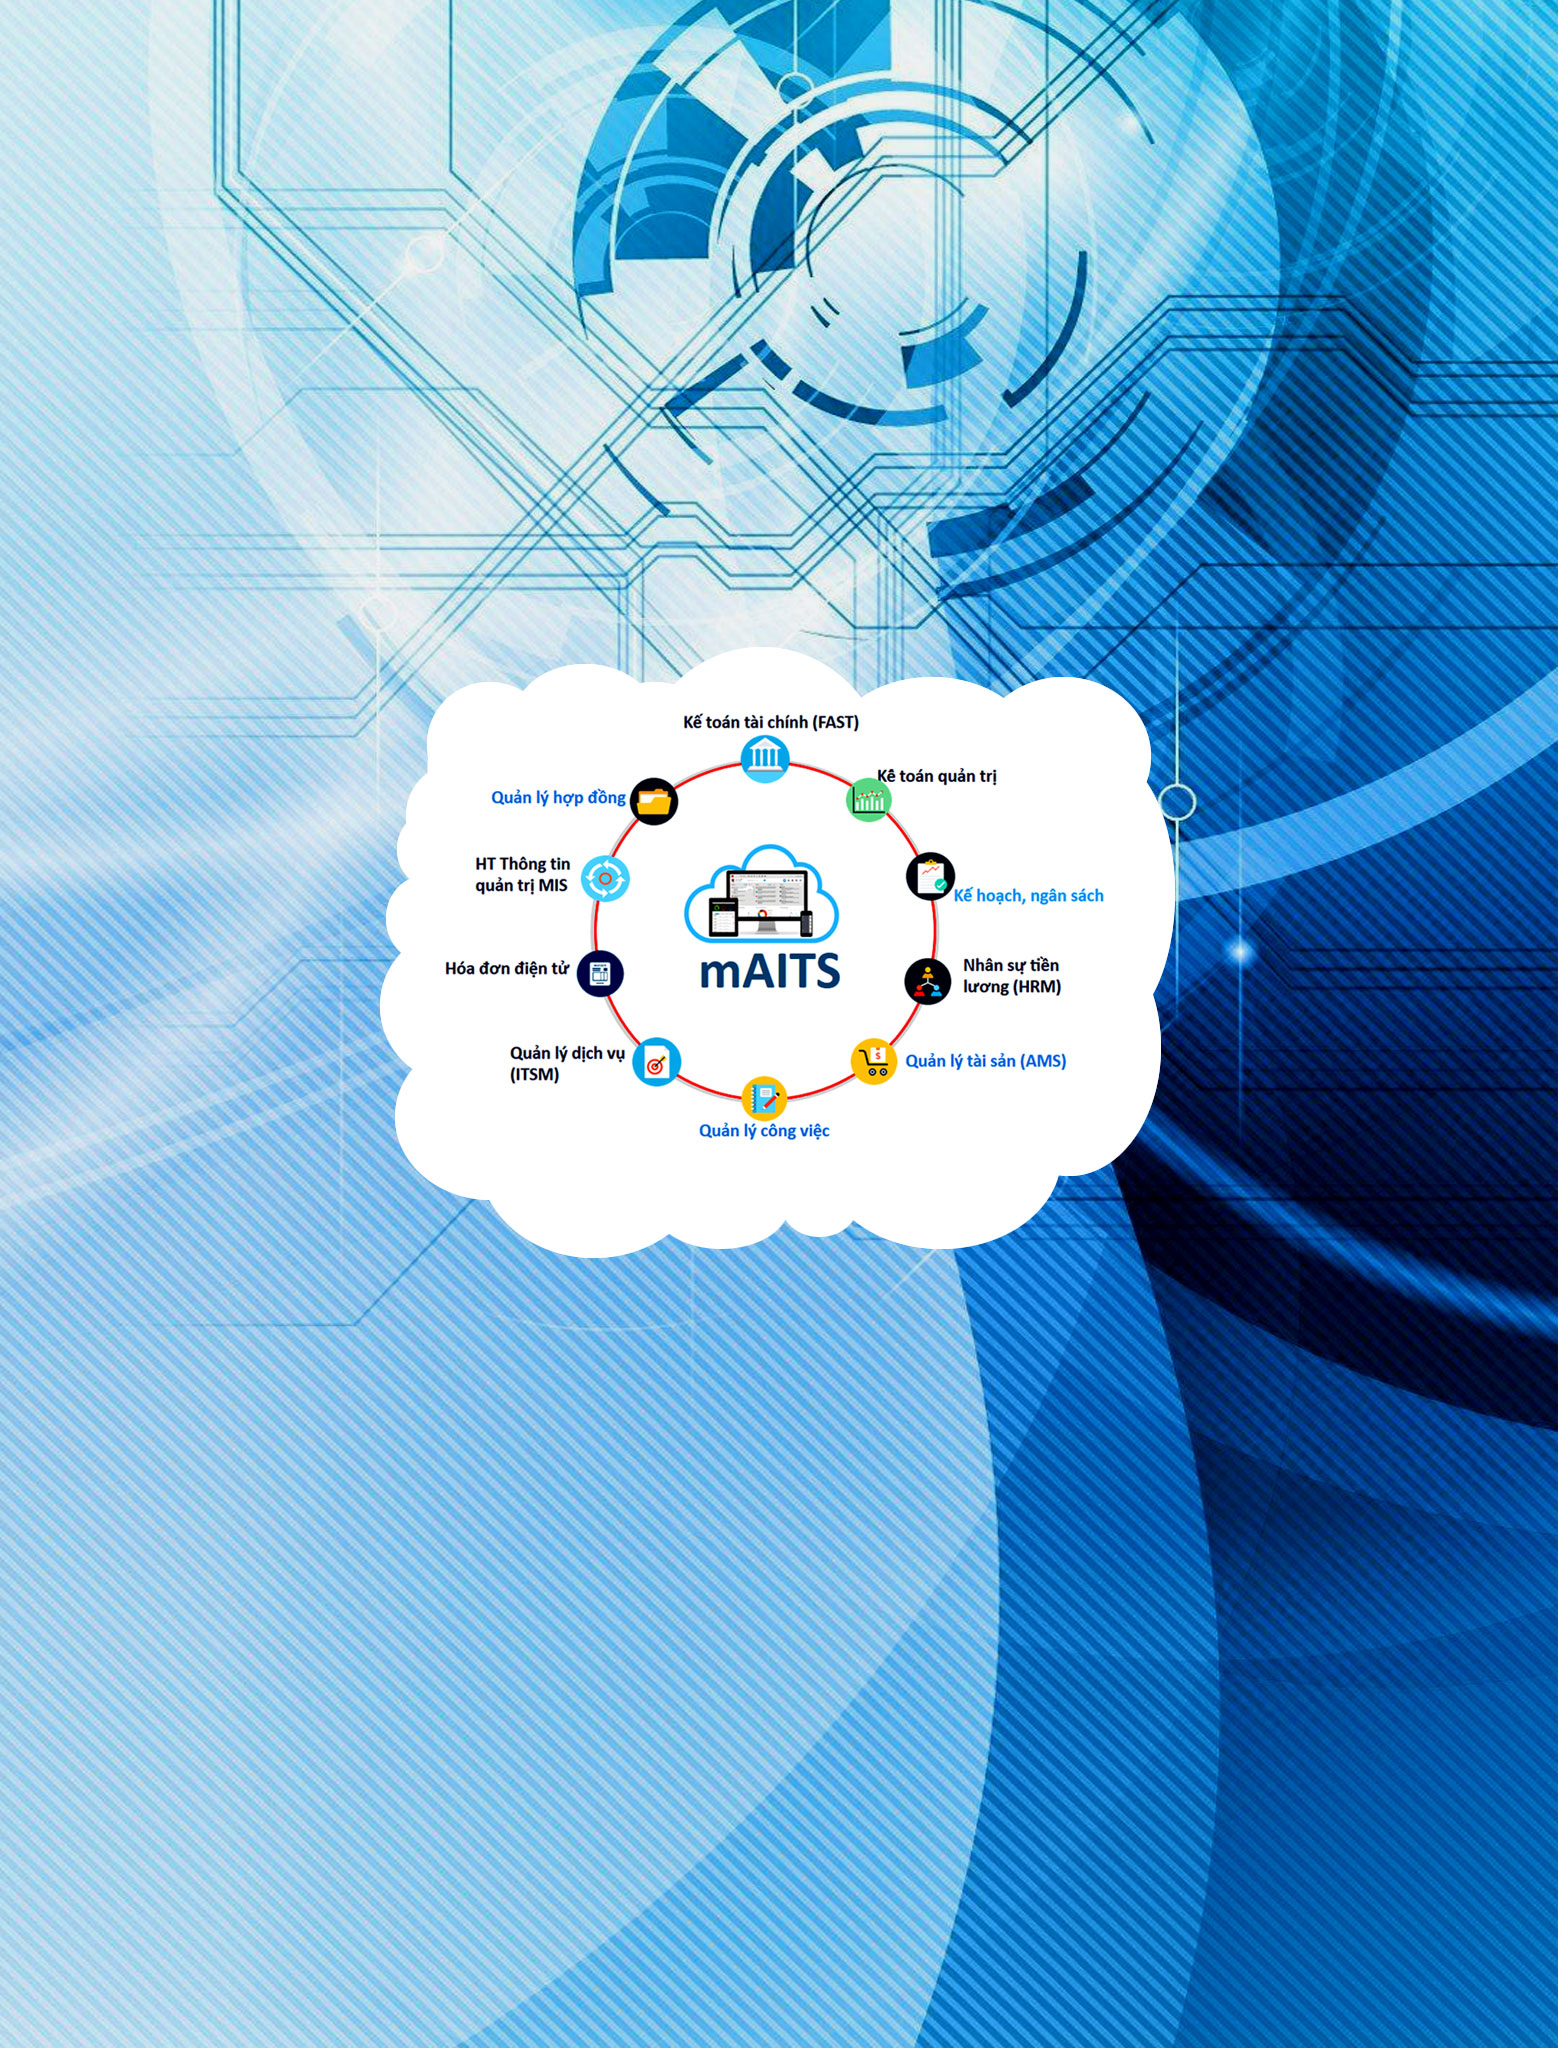 Kế toán tài chính (FAST)
Kế toán quản trị
Quản lý hợp đồng
HT Thông tin
quản trị MIS
Kế hoạch, ngân sách
mAITS
Hóa đơn điện tử
Nhân sự tiền
lương (HRM)
Quản lý dịch vụ
(ITSM)
Quản lý tài sản (AMS)
Quản lý công việc